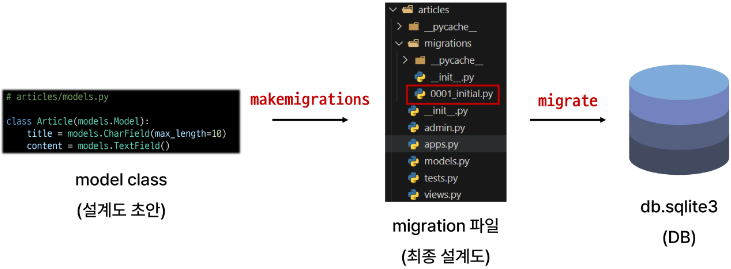 # articles/models.py
class Article(models.Model):
title = models.CharField(max_length=10)
content = models.TextField()
model class
(설계도 초안)
makemigrations
articles
__pycache__
migrations
__pycache__
__init__.py
0001_initial.py
__init__.py
admin.py
apps.py
models.py
tests.py
views.py
migration 파일
(최종 설계도)
migrate
db.sqlite3
(DB)